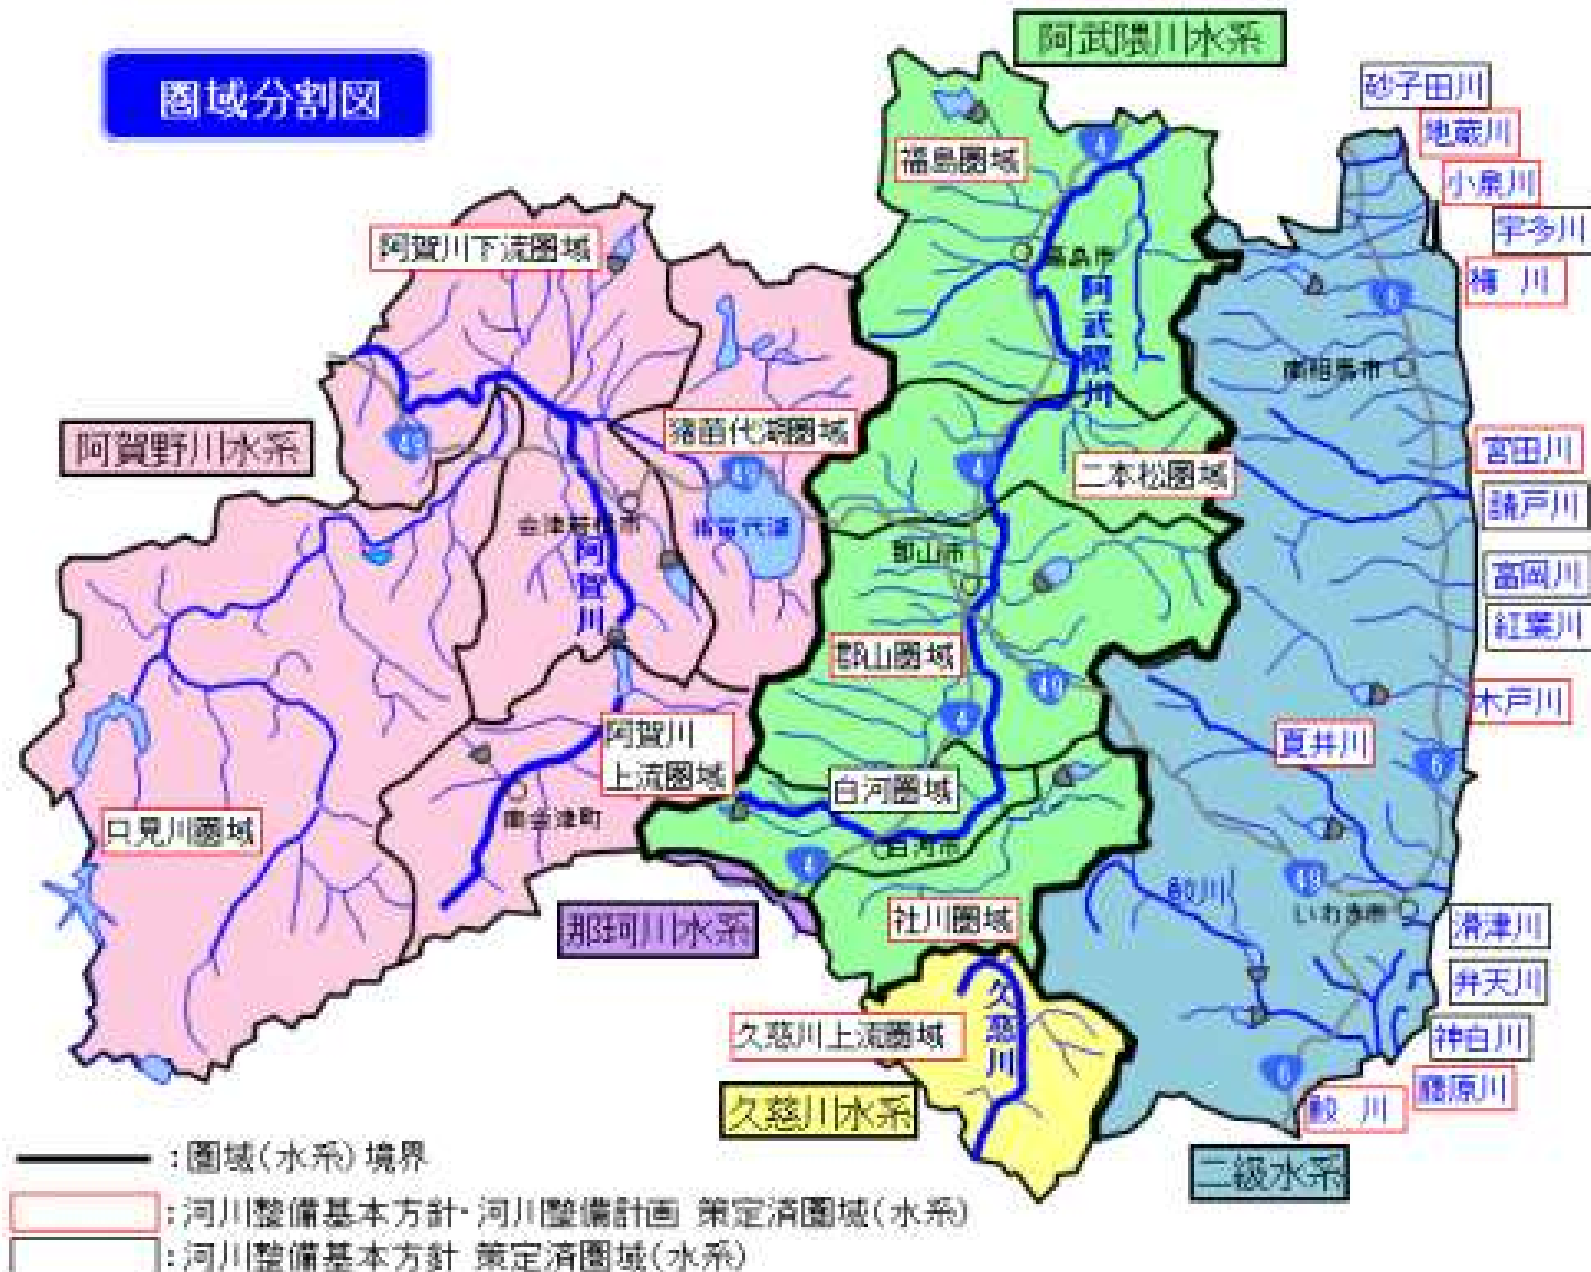 圏域分割図
阿武隈川水系
砂子田川
地蔵川
小泉川
宇多川
梅 川
福島圏域
4
福島市
阿武隈川
6
南相馬市
阿賀川下流圏域
阿賀野川水系
49
猪苗代湖圏域
49
猪苗代湖
会津若松市
阿賀川
4
二本松圏域
宮田川
請戸川
富岡川
紅葉川
木戸川
郡山市
郡山圏域
49
4
夏井川
6
阿賀川
上流圏域
白河圏域
南会津町
只見川圏域
4
白河市
鮫川
49
いわき市
那珂川水系
社川圏域
滑津川
弁天川
神白川
藤原川
久慈川
久慈川上流圏域
6
鮫 川
久慈川水系
二級水系
:圏域(水系)境界
:河川整備基本方針・河川整備計画 策定済圏域(水系)
:河川整備基本方針 策定済圏域(水系)